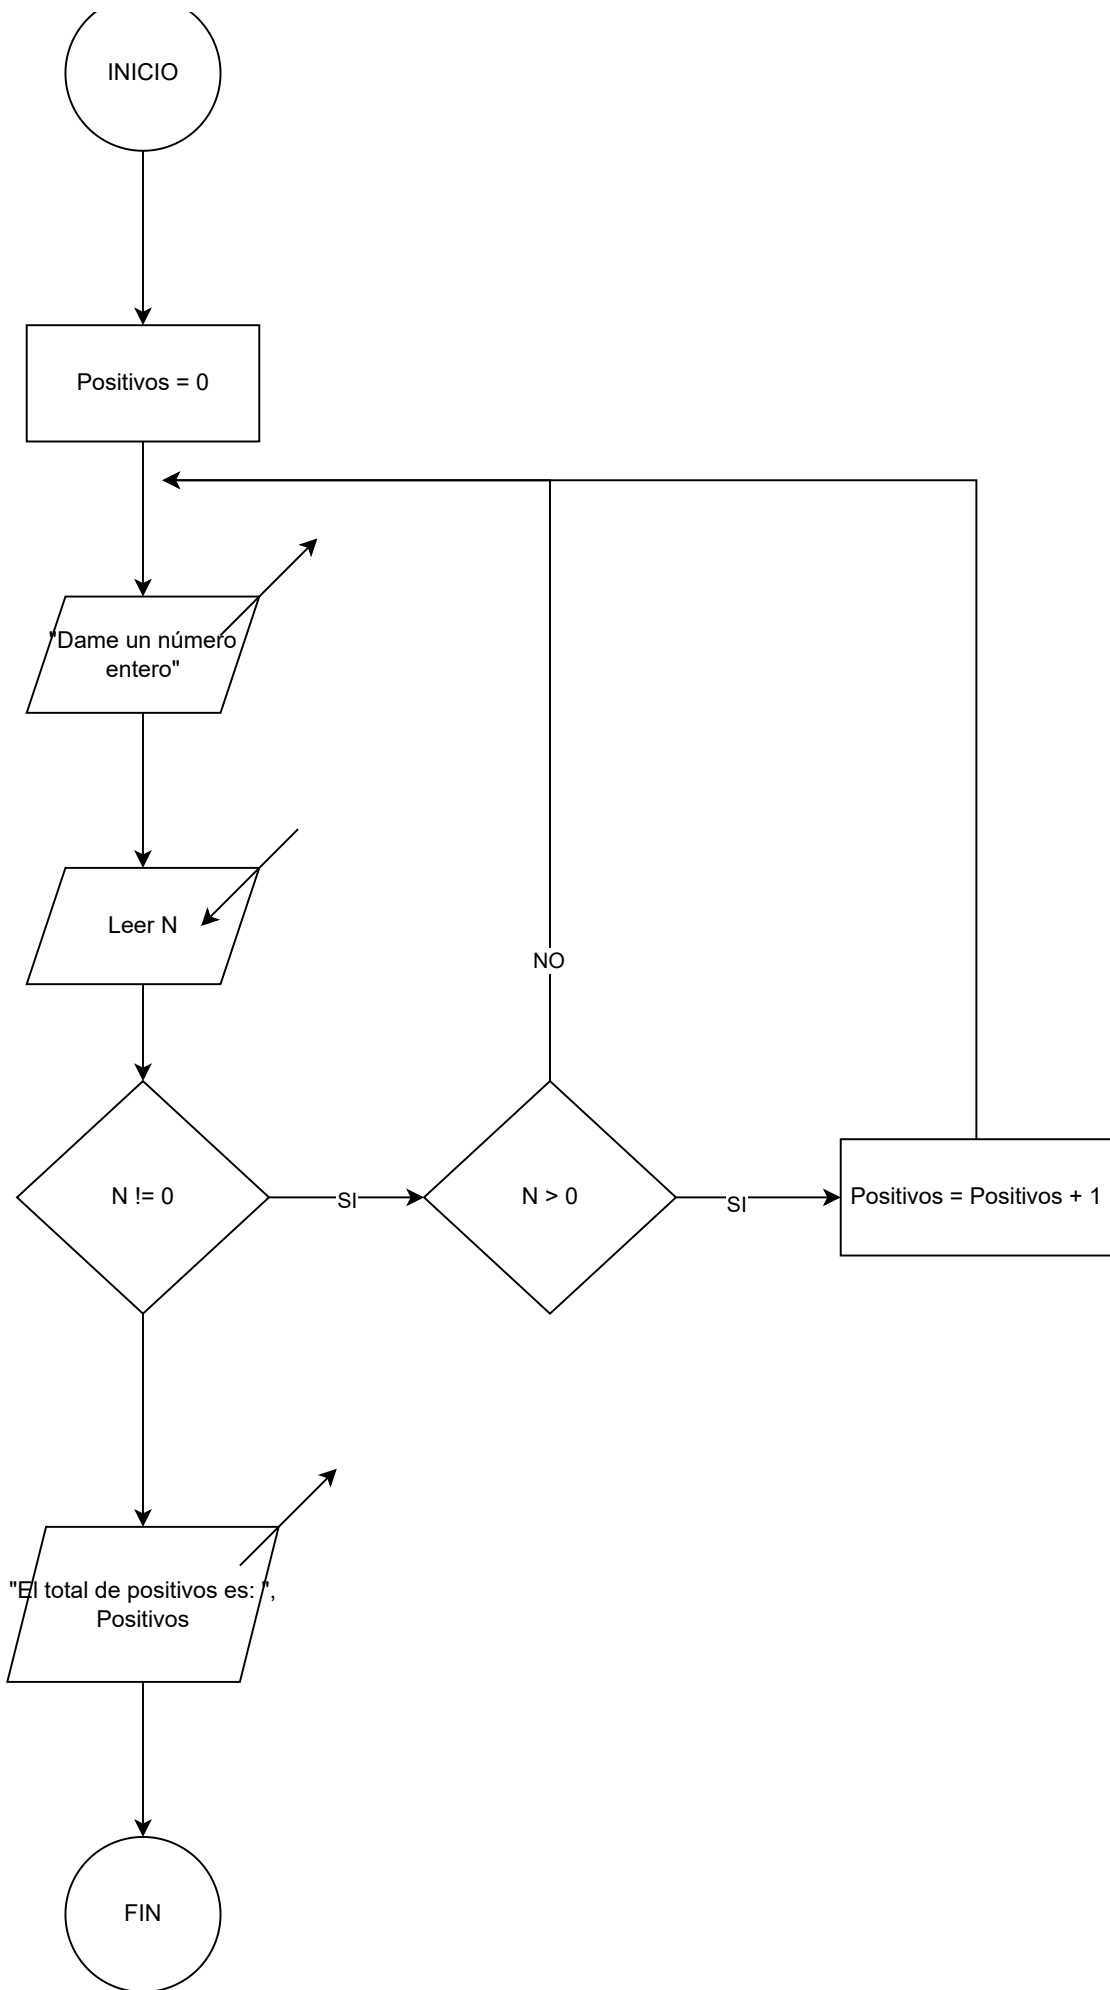 INICIO
Positivos = 0
"Dame un número
entero"
Leer N
NO
N != 0
SI
N > 0
SI
Positivos = Positivos + 1
"El total de positivos es: ",
Positivos
FIN